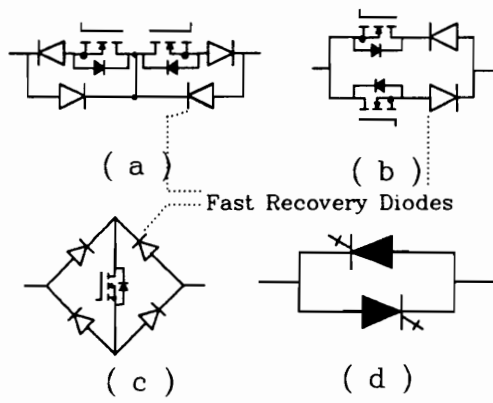 ( a )
( b )
Fast Recovery Diodes
( c )
( d )